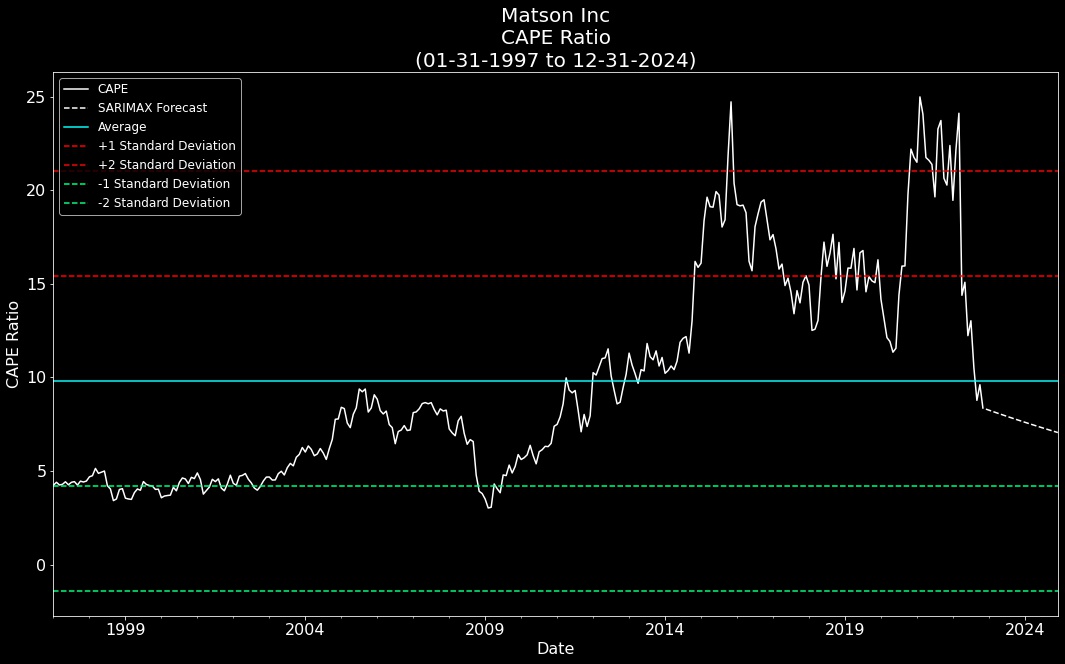 Matson Inc
CAPE Ratio
(01-31-1997 to 12-31-2024)
CAPE
SARIMAX Forecast
Average
+1 Standard Deviation
+2 Standard Deviation
-1 Standard Deviation
-2 Standard Deviation
25
20
15
10
5
0
CAPE Ratio
1999
2004
2009
2014
2019
2024
Date